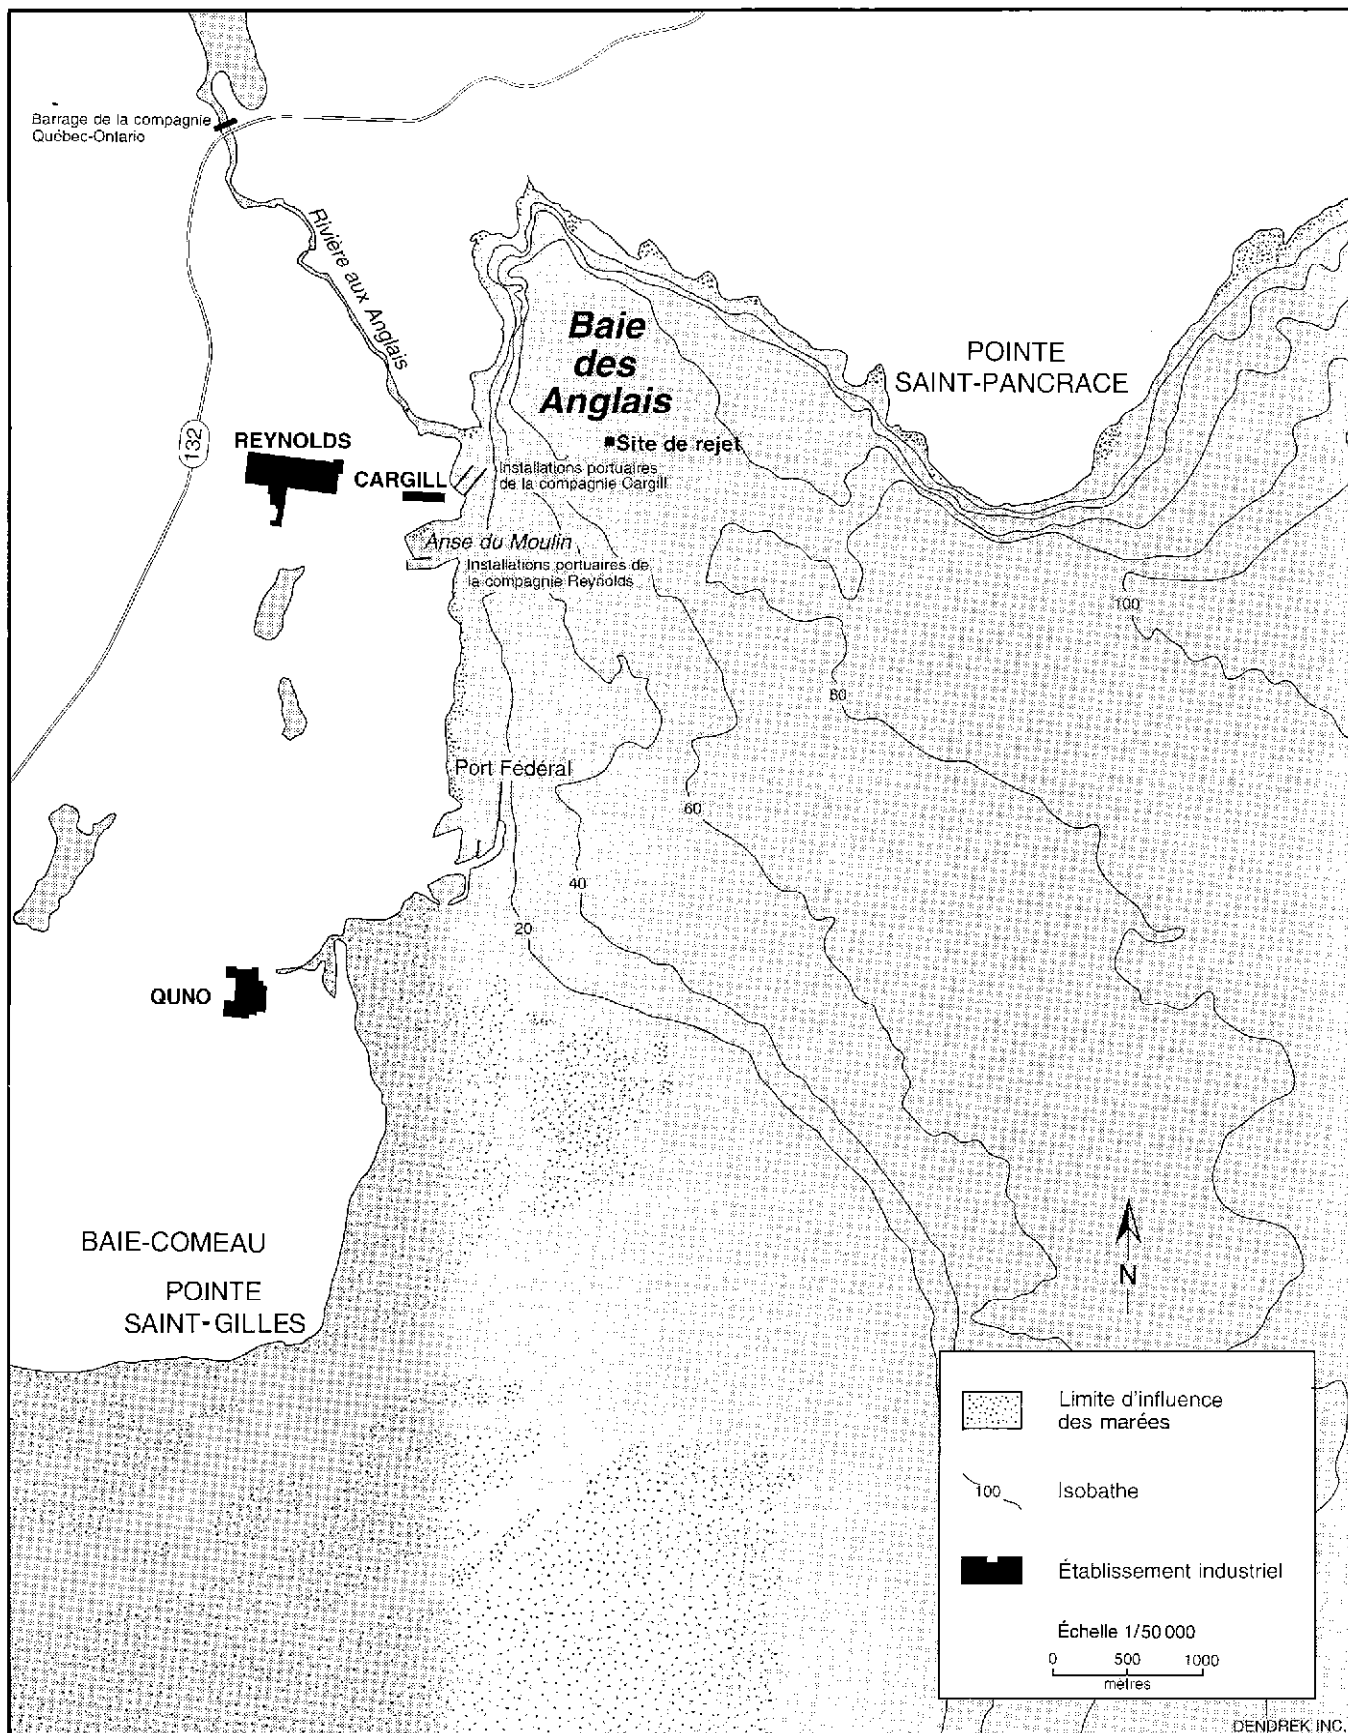 Barrage de la compagnie
Québec-Ontario
Rivière aux Anglais
132
Baie
des
Anglais
POINTE
SAINT-PANCRACE
REYNOLDS
Site de rejet
CARGILL
Installations portuaires
de la compagnie Cargill
Anse du Moulin
Installations portuaires de
la compagnie Reynolds
100
80
Port Fédéral
60
40
20
QUNO
BAIE-COMEAU
POINTE
SAINT-GILLES
N
Limite d'influence
des marées
100
Isobathe
Établissement industriel
Échelle 1/50 000
0 500 1000
mètres
DENDREK INC.